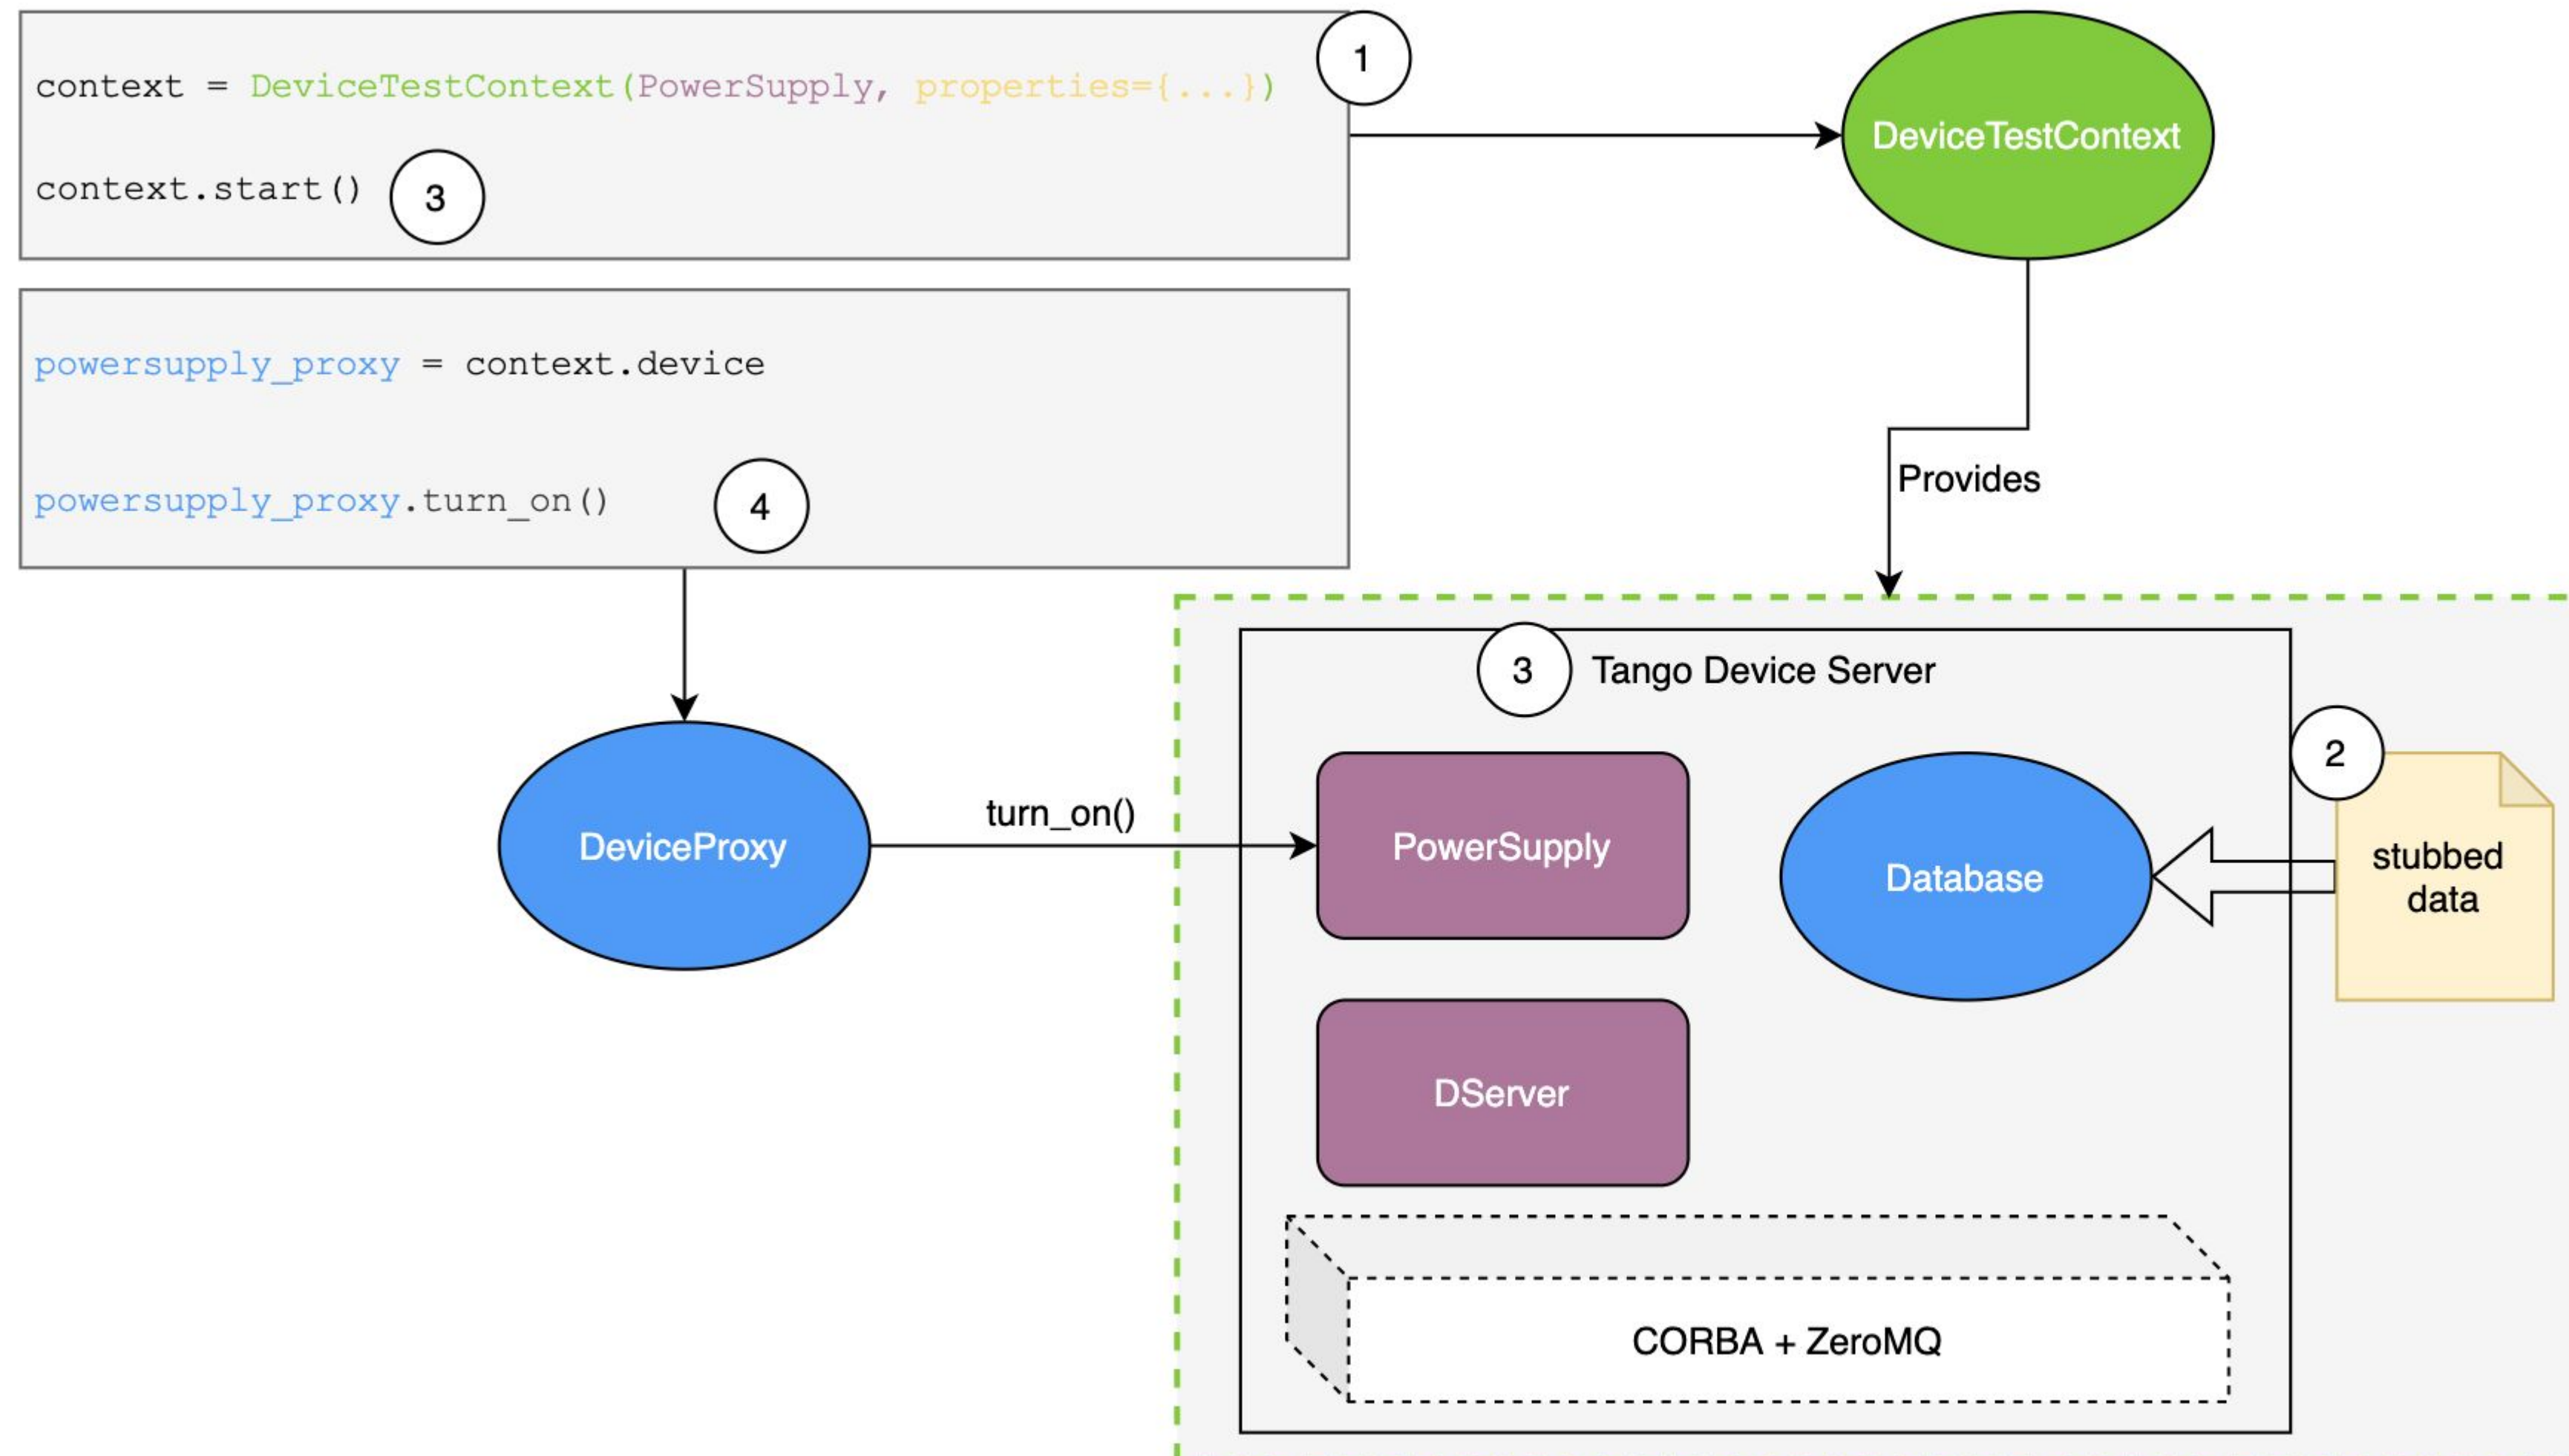 context = DeviceTestContext(PowerSupply, properties={...})
1
context.start()
3
DeviceTestContext
powersupply_proxy = context.device
powersupply_proxy.turn_on()
4
Provides
3
Tango Device Server
2
turn_on()
DeviceProxy
PowerSupply
Database
stubbed
data
DServer
CORBA + ZeroMQ